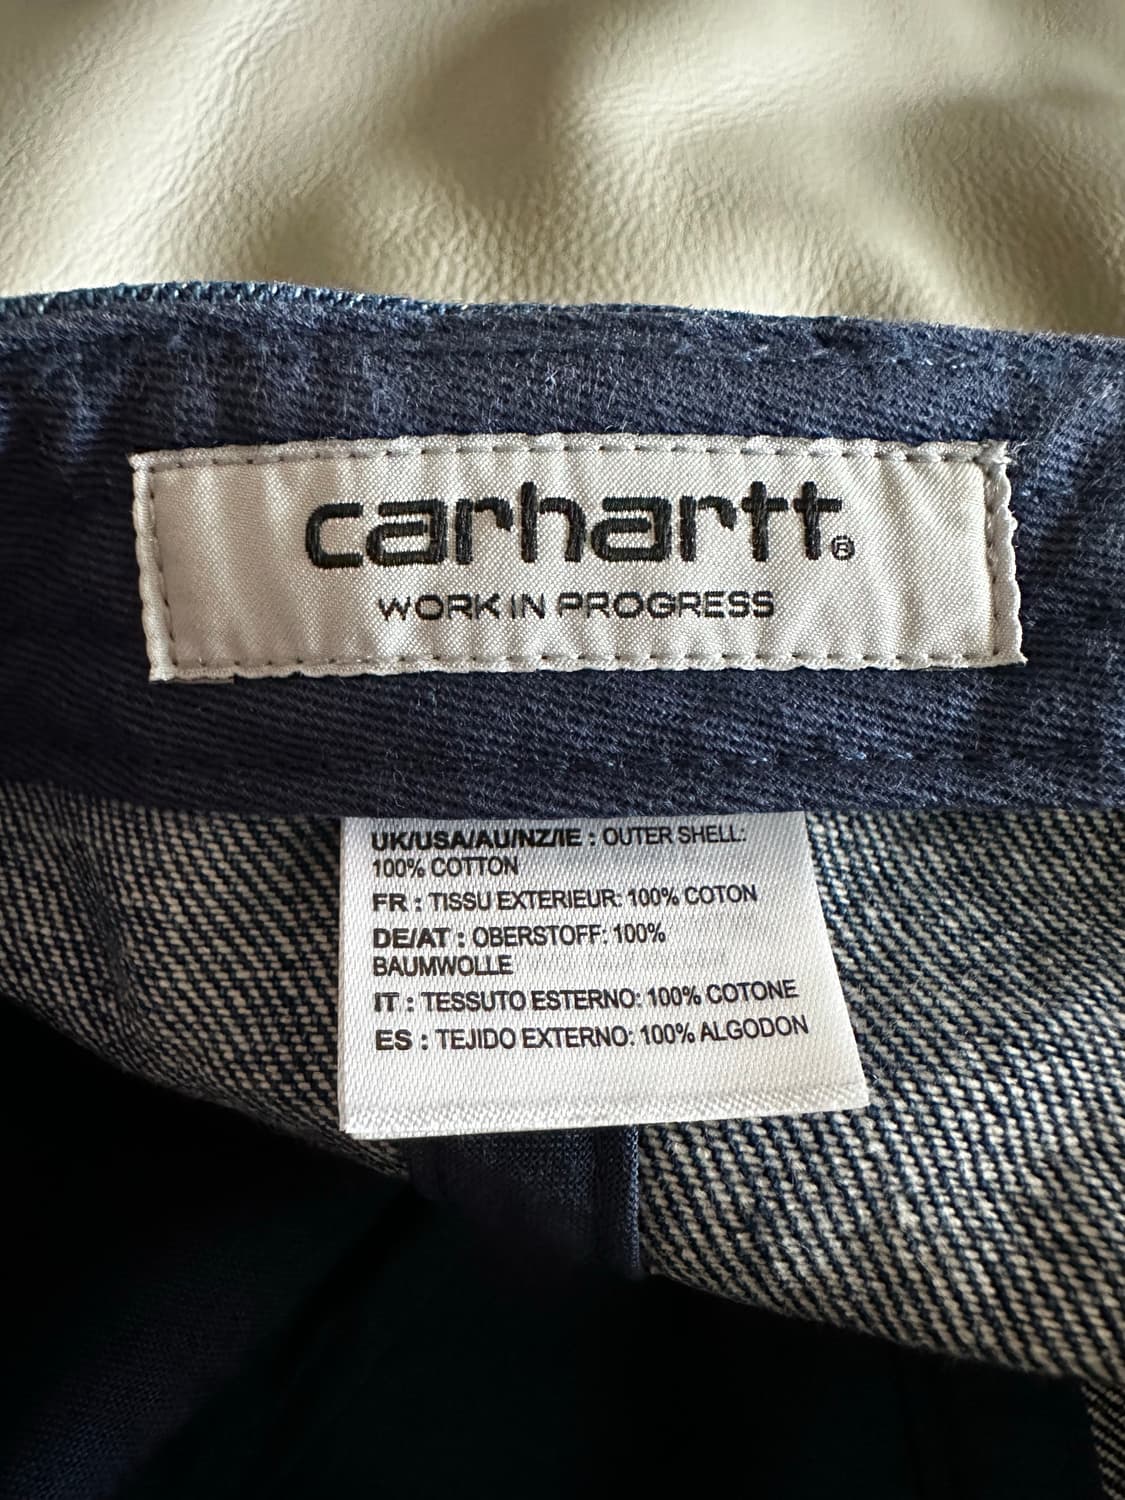 carhartt®
WORK IN PROGRESS
UK/USA/AU/NZ/IE : OUTER SHELL:
100% COTTON
FR : TISSU EXTERIEUR: 100% COTON
DE/AT : OBERSTOFF: 100%
BAUMWOLLE
IT : TESSUTO ESTERNO: 100% COTONE
ES : TEJIDO EXTERNO: 100% ALGODON